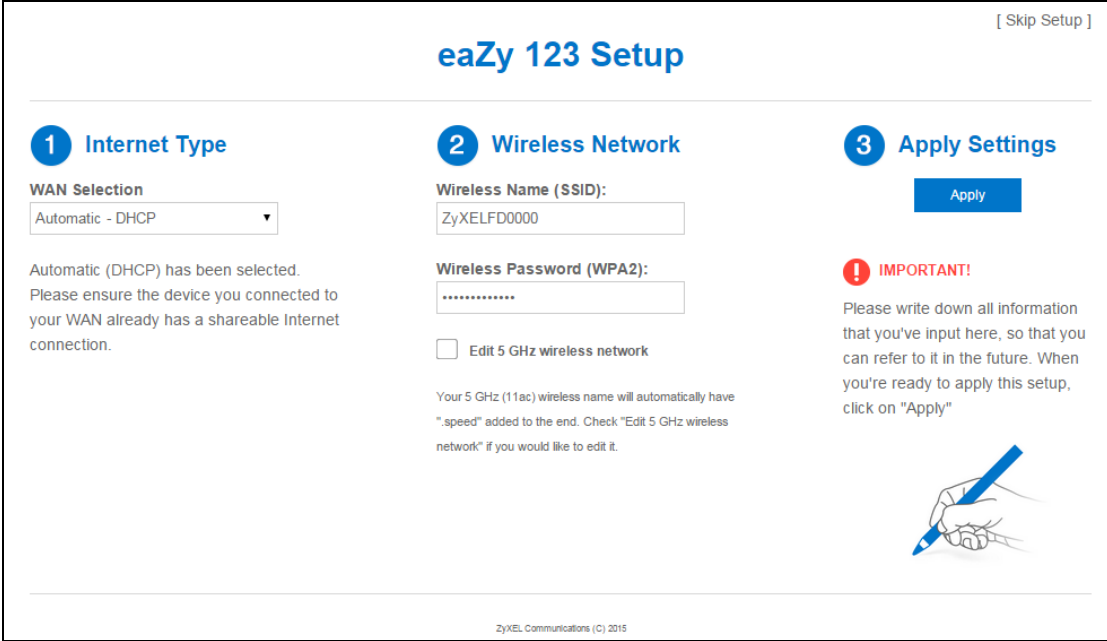 [ Skip Setup ]
eaZy 123 Setup
1 Internet Type
WAN Selection
Automatic - DHCP
Automatic (DHCP) has been selected.
Please ensure the device you connected to
your WAN already has a shareable Internet
connection.
2 Wireless Network
Wireless Name (SSID):
ZyXELFD0000
Wireless Password (WPA2):
•••••••••••••
Edit 5 GHz wireless network
Your 5 GHz (11ac) wireless name will automatically have
".speed" added to the end. Check "Edit 5 GHz wireless
network" if you would like to edit it.
3 Apply Settings
Apply
! IMPORTANT!
Please write down all information
that you've input here, so that you
can refer to it in the future. When
you're ready to apply this setup,
click on "Apply"
ZyXEL Communications (C) 2015